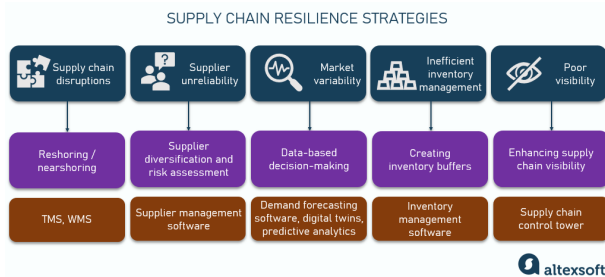 SUPPLY CHAIN RESILIENCE STRATEGIES
Supply chain
disruptions
Supplier
unreliability
Market
variability
Inefficient
inventory
management
Poor
visibility
Reshoring /
nearshoring
Supplier
diversification and
risk assessment
Data-based
decision-making
Creating
inventory buffers
Enhancing supply
chain visibility
TMS, WMS
Supplier management
software
Demand forecasting
software, digital twins,
predictive analytics
Inventory
management
software
Supply chain
control tower
altexsoft